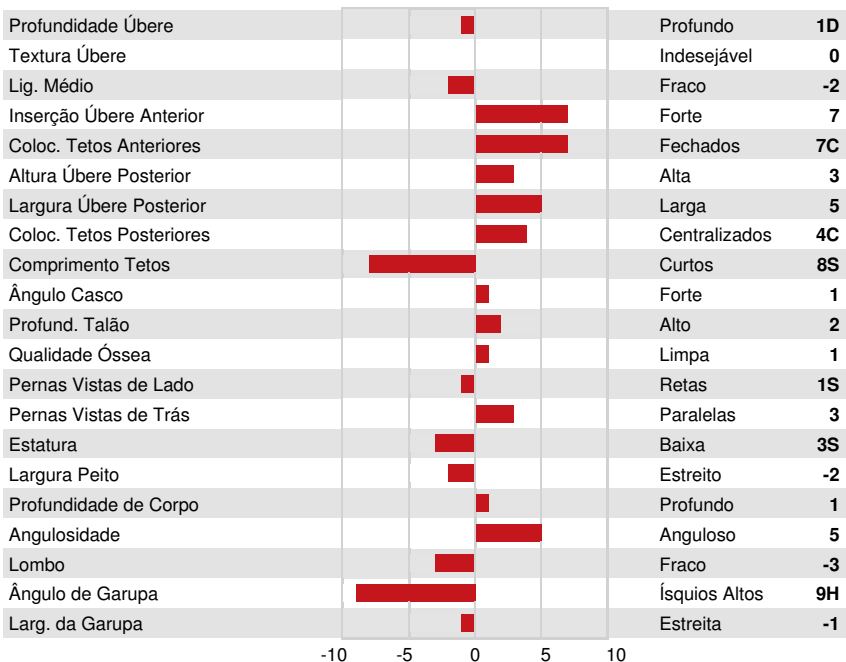 Profundidade Úbere Profundo 1D
Textura Úbere Indesejável 0
Lig. Médio Fraco -2
Inserção Úbere Anterior Forte 7
Coloc. Tetos Anteriores Fechados 7C
Altura Úbere Posterior Alta 3
Largura Úbere Posterior Larga 5
Coloc. Tetos Posteriores Centralizados 4C
Comprimento Tetos Curtos 8S
Ângulo Casco Forte 1
Profund. Talão Alto 2
Qualidade Óssea Limpa 1
Pernas Vistas de Lado Retas 1S
Pernas Vistas de Trás Paralelas 3
Estatura Baixa 3S
Largura Peito Estreito -2
Profundidade de Corpo Profundo 1
Angulosidade Anguloso 5
Lombo Fraco -3
Ângulo de Garupa Ísquios Altos 9H
Larg. da Garupa Estreita -1
-10 -5 0 5 10